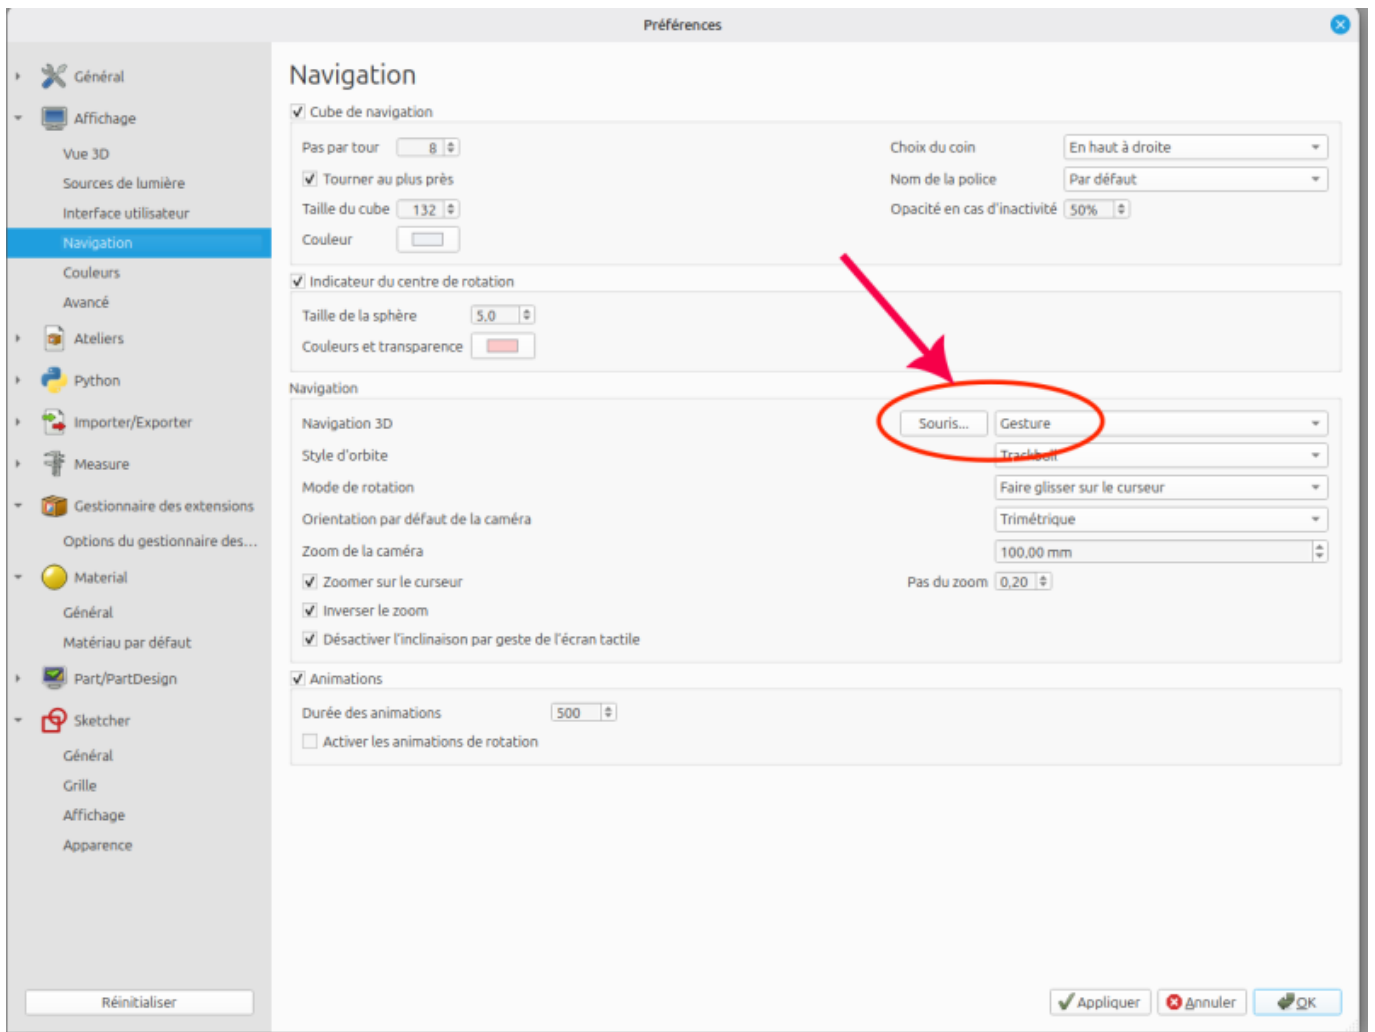 Préférences
Général
Affichage
Vue 3D
Sources de lumière
Interface utilisateur
Navigation
Couleurs
Avancé
Ateliers
Python
Importer/Exporter
Measure
Gestionnaire des extensions
Options du gestionnaire des...
Material
Général
Matériau par défaut
Part/PartDesign
Sketcher
Général
Grille
Affichage
Apparence
Réinitialiser
Navigation
Cube de navigation
Pas par tour 8 Choix du coin En haut à droite
Tourner au plus près Nom de la police Par défaut
Taille du cube 132 Opacité en cas d'inactivité 50%
Couleur
Indicateur du centre de rotation
Taille de la sphère 5,0
Couleurs et transparence
Navigation
Navigation 3D Souris... Gesture
Style d'orbite Trackball
Mode de rotation Faire glisser sur le curseur
Orientation par défaut de la caméra Trimétrique
Zoom de la caméra 100,00 mm
Zoomer sur le curseur Pas du zoom 0,20
Inverser le zoom
Désactiver l'inclinaison par geste de l'écran tactile
Animations
Durée des animations 500
Activer les animations de rotation
Appliquer Annuler OK